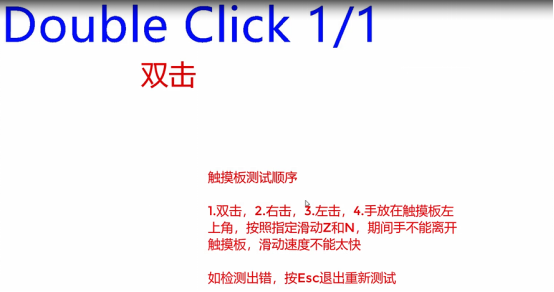 Double Click 1/1
双击
触摸板测试顺序
1.双击，2.右击，3.左击，4.手放在触摸板左
上角，按照指定滑动Z和N，期间手不能离开
触摸板，滑动速度不能太快
如检测出错，按Esc退出重新测试